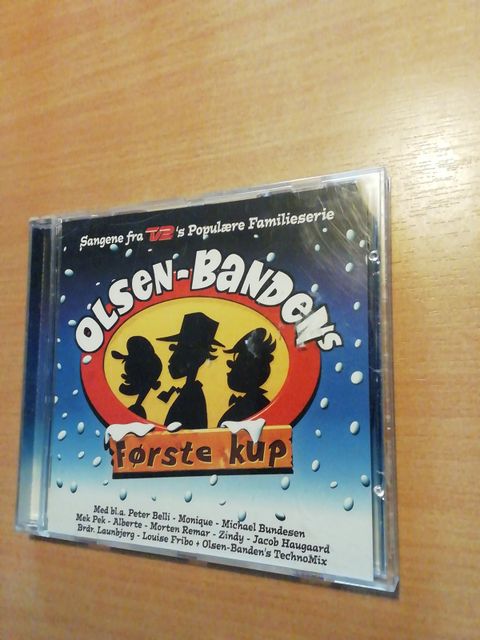 Sangene fra TV2's Populære Familieserie
OLSEN-BANDENS
Første kup
Med bl.a. Peter Belli - Monique - Michael Bundesen
Mek Pek - Alberte - Morten Remar - Zindy - Jacob Haugaard
Brdr. Launbjerg - Louise Fribo + Olsen-Banden's TechnoMix